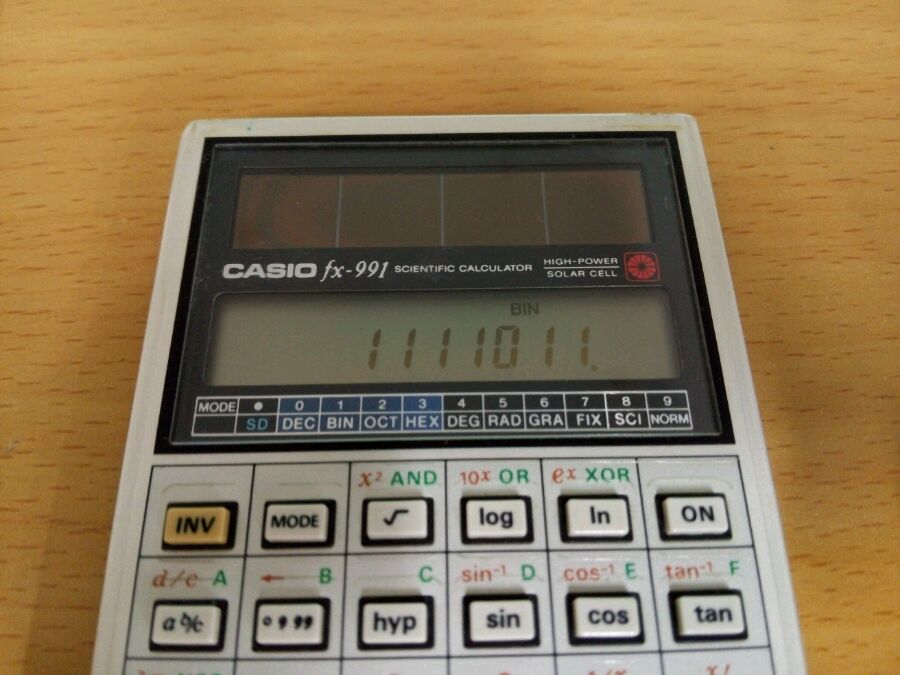 CASIO fx-991 SCIENTIFIC CALCULATOR HIGH-POWER SOLAR CELL
BIN
1111011.
MODE • 0 1 2 3 4 5 6 7 8 9
SD DEC BIN OCT HEX DEG RAD GRA FIX SCI NORM
x² AND 10x OR ex XOR
INV MODE √ log ln ON
d/c A ← B C sin⁻¹ D cos⁻¹ E tan⁻¹ F
a b/c ° ’ ’’ hyp sin cos tan